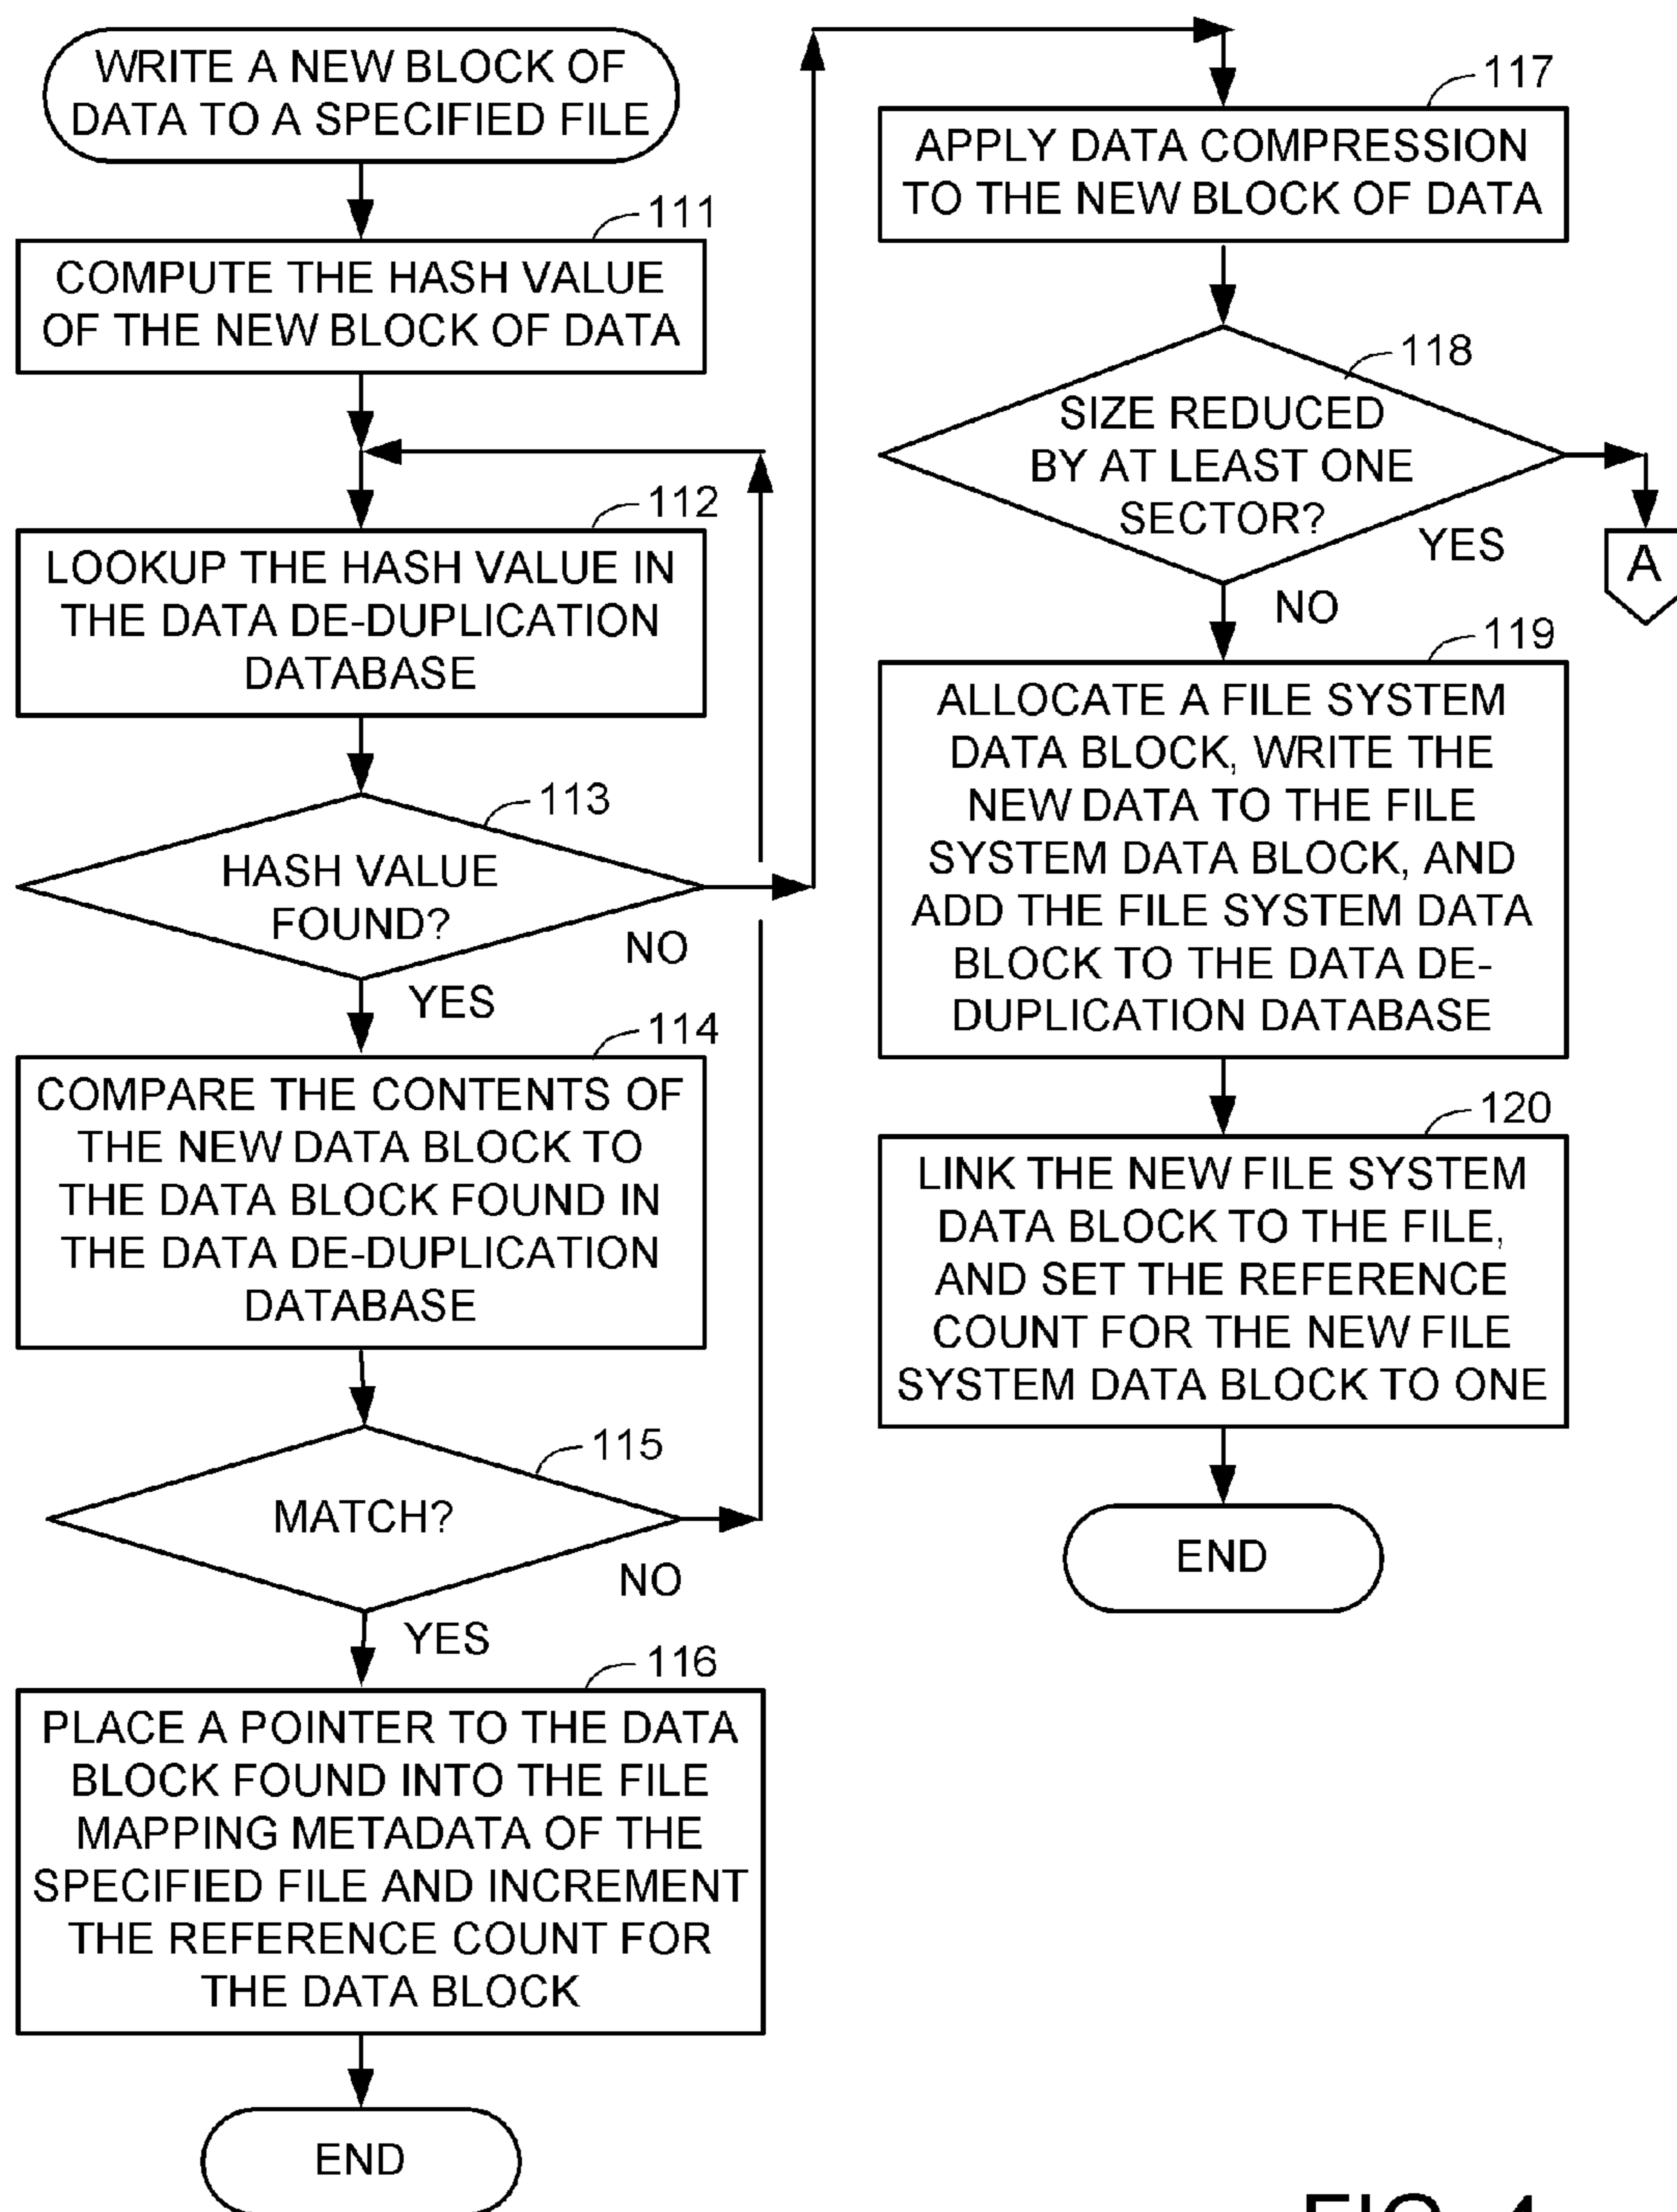 WRITE A NEW BLOCK OF
DATA TO A SPECIFIED FILE
111
COMPUTE THE HASH VALUE
OF THE NEW BLOCK OF DATA
112
LOOKUP THE HASH VALUE IN
THE DATA DE-DUPLICATION
DATABASE
113
HASH VALUE
FOUND?
NO
YES
114
COMPARE THE CONTENTS OF
THE NEW DATA BLOCK TO
THE DATA BLOCK FOUND IN
THE DATA DE-DUPLICATION
DATABASE
115
MATCH?
NO
YES
116
PLACE A POINTER TO THE DATA
BLOCK FOUND INTO THE FILE
MAPPING METADATA OF THE
SPECIFIED FILE AND INCREMENT
THE REFERENCE COUNT FOR
THE DATA BLOCK
END
117
APPLY DATA COMPRESSION
TO THE NEW BLOCK OF DATA
118
SIZE REDUCED
BY AT LEAST ONE
SECTOR?
YES
A
NO
119
ALLOCATE A FILE SYSTEM
DATA BLOCK, WRITE THE
NEW DATA TO THE FILE
SYSTEM DATA BLOCK, AND
ADD THE FILE SYSTEM DATA
BLOCK TO THE DATA DE-
DUPLICATION DATABASE
120
LINK THE NEW FILE SYSTEM
DATA BLOCK TO THE FILE,
AND SET THE REFERENCE
COUNT FOR THE NEW FILE
SYSTEM DATA BLOCK TO ONE
END